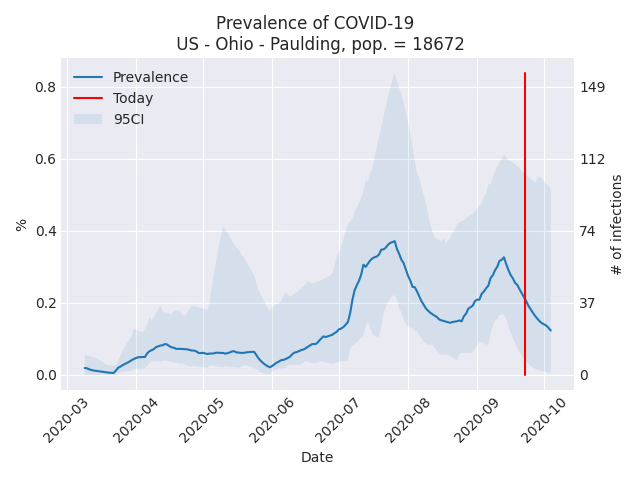 Prevalence of COVID-19
US - Ohio - Paulding, pop. = 18672
Prevalence
Today
95CI
0.8
0.6
0.4
0.2
0.0
%
149
112
74
37
0
# of infections
2020-03
2020-04
2020-05
2020-06
2020-07
2020-08
2020-09
2020-10
Date